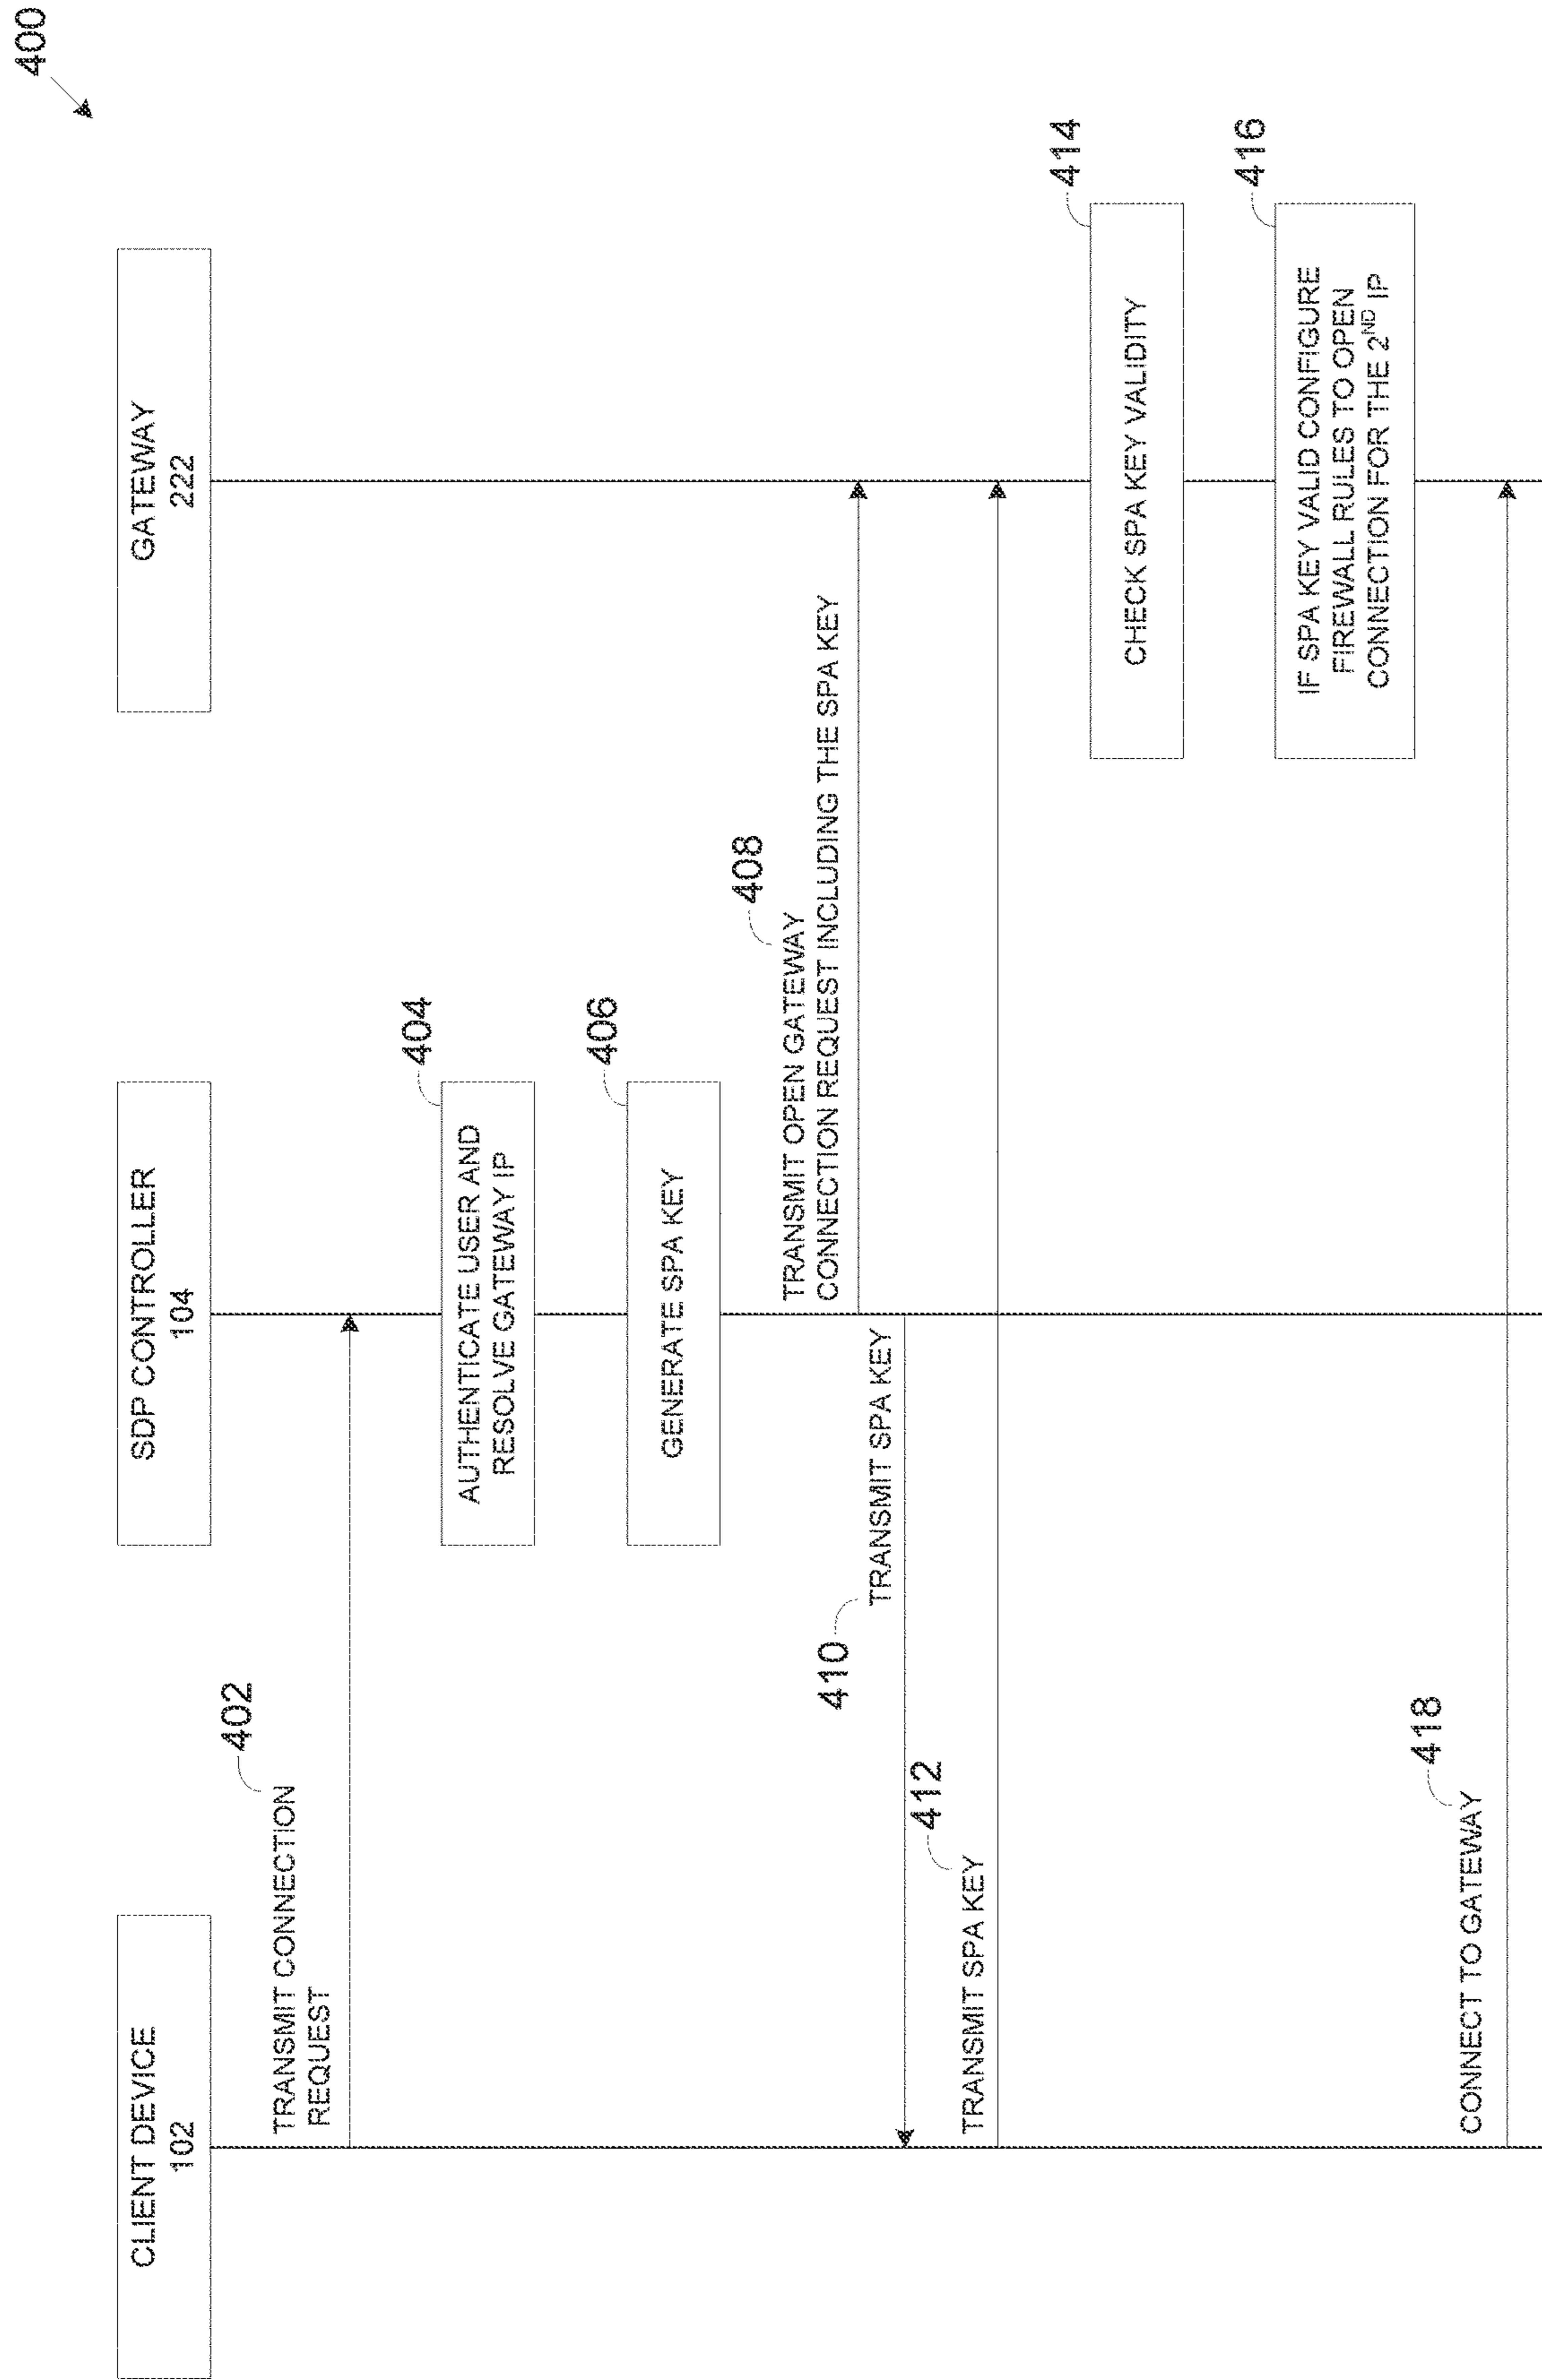 400
CLIENT DEVICE
102
SDP CONTROLLER
104
GATEWAY
222
402
TRANSMIT CONNECTION
REQUEST
404
AUTHENTICATE USER AND
RESOLVE GATEWAY IP
406
GENERATE SPA KEY
408
TRANSMIT OPEN GATEWAY
CONNECTION REQUEST INCLUDING THE SPA KEY
410
TRANSMIT SPA KEY
412
TRANSMIT SPA KEY
414
CHECK SPA KEY VALIDITY
416
IF SPA KEY VALID CONFIGURE
FIREWALL RULES TO OPEN
CONNECTION FOR THE 2ND IP
418
CONNECT TO GATEWAY